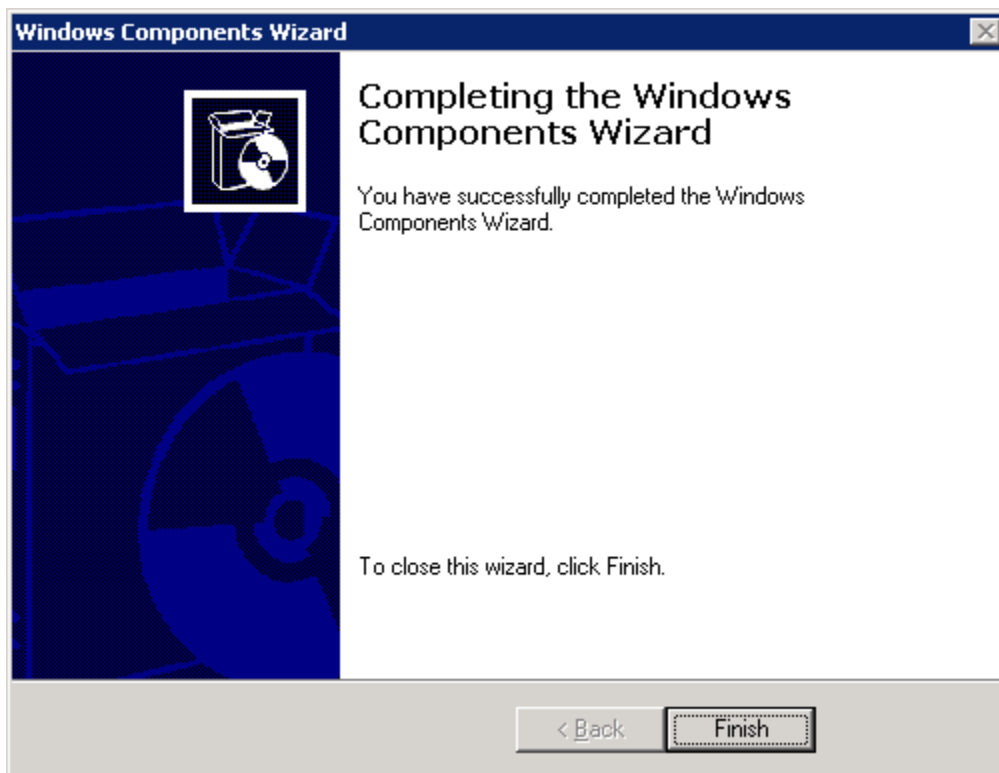 Windows Components Wizard
Completing the Windows
Components Wizard
You have successfully completed the Windows
Components Wizard.
To close this wizard, click Finish.
< Back
Finish